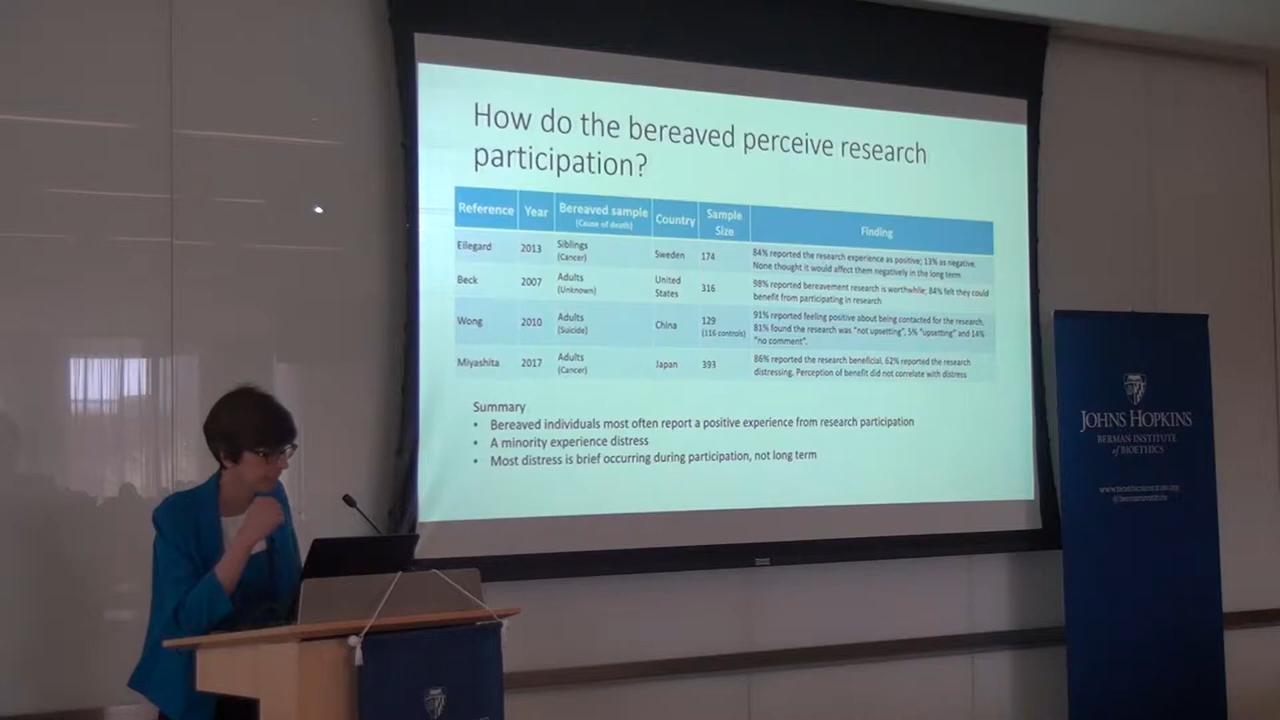 How do the bereaved perceive research
participation?
Reference Year Bereaved sample (Cause of death) Country Sample Size Finding
Eilegard 2013 Siblings (Cancer) Sweden 174 84% reported the research experience as positive; 13% as negative.
None thought it would affect them negatively in the long term
Beck 2007 Adults (Unknown) United States 316 98% reported bereavement research is worthwhile; 84% felt they could
benefit from participating in research
Wong 2010 Adults (Suicide) China 129 (116 controls) 91% reported feeling positive about being contacted for the research.
81% found the research was "not upsetting", 5% "upsetting" and 14%
"no comment".
Miyashita 2017 Adults (Cancer) Japan 393 86% reported the research beneficial, 62% reported the research
distressing. Perception of benefit did not correlate with distress
Summary
• Bereaved individuals most often report a positive experience from research participation
• A minority experience distress
• Most distress is brief occurring during participation, not long term
JOHNS HOPKINS
BERMAN INSTITUTE
of BIOETHICS